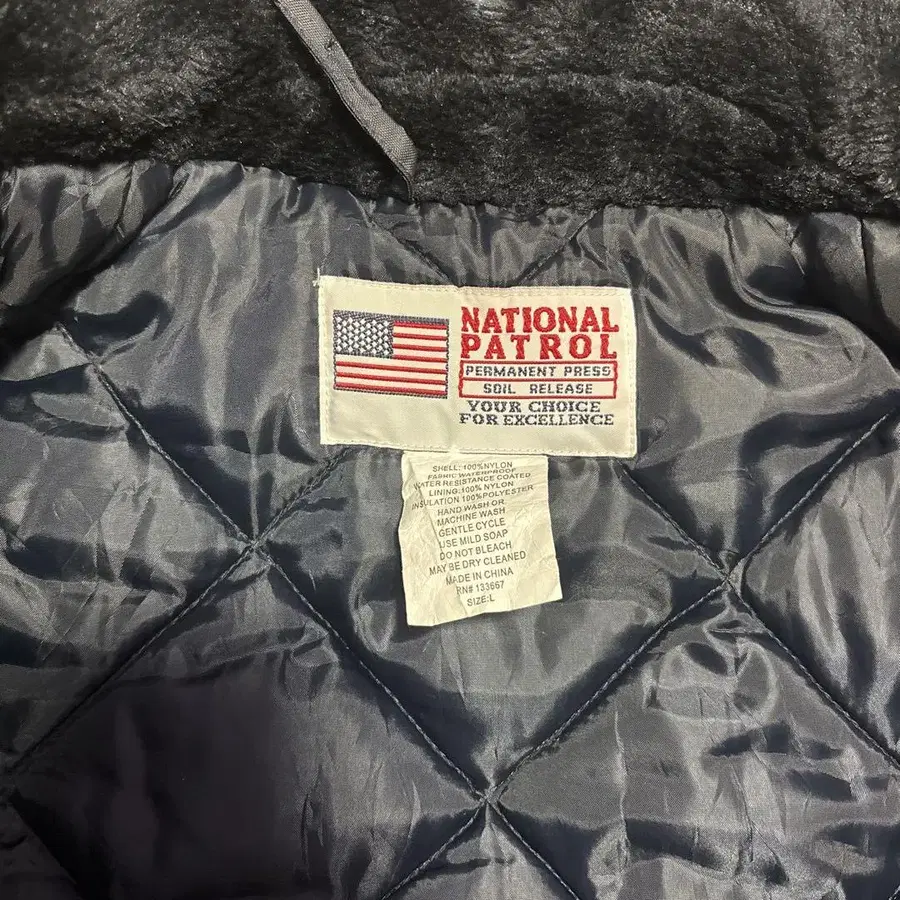 NATIONAL
PATROL
PERMANENT PRESS
SOIL RELEASE
YOUR CHOICE
FOR EXCELLENCE
SHELL:100%NYLON
FABRIC WATERPROOF
WATER RESISTANCE COATED
LINING:100% NYLON
INSULATION 100%POLYESTER
HAND WASH OR
MACHINE WASH
GENTLE CYCLE
USE MILD SOAP
DO NOT BLEACH
MAY BE DRY CLEANED
MADE IN CHINA
RN# 133667
SIZE:L